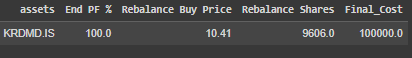 assets End PF % Rebalance Buy Price Rebalance Shares Final_Cost
KRDMD.IS 100.0 10.41 9606.0 100000.0